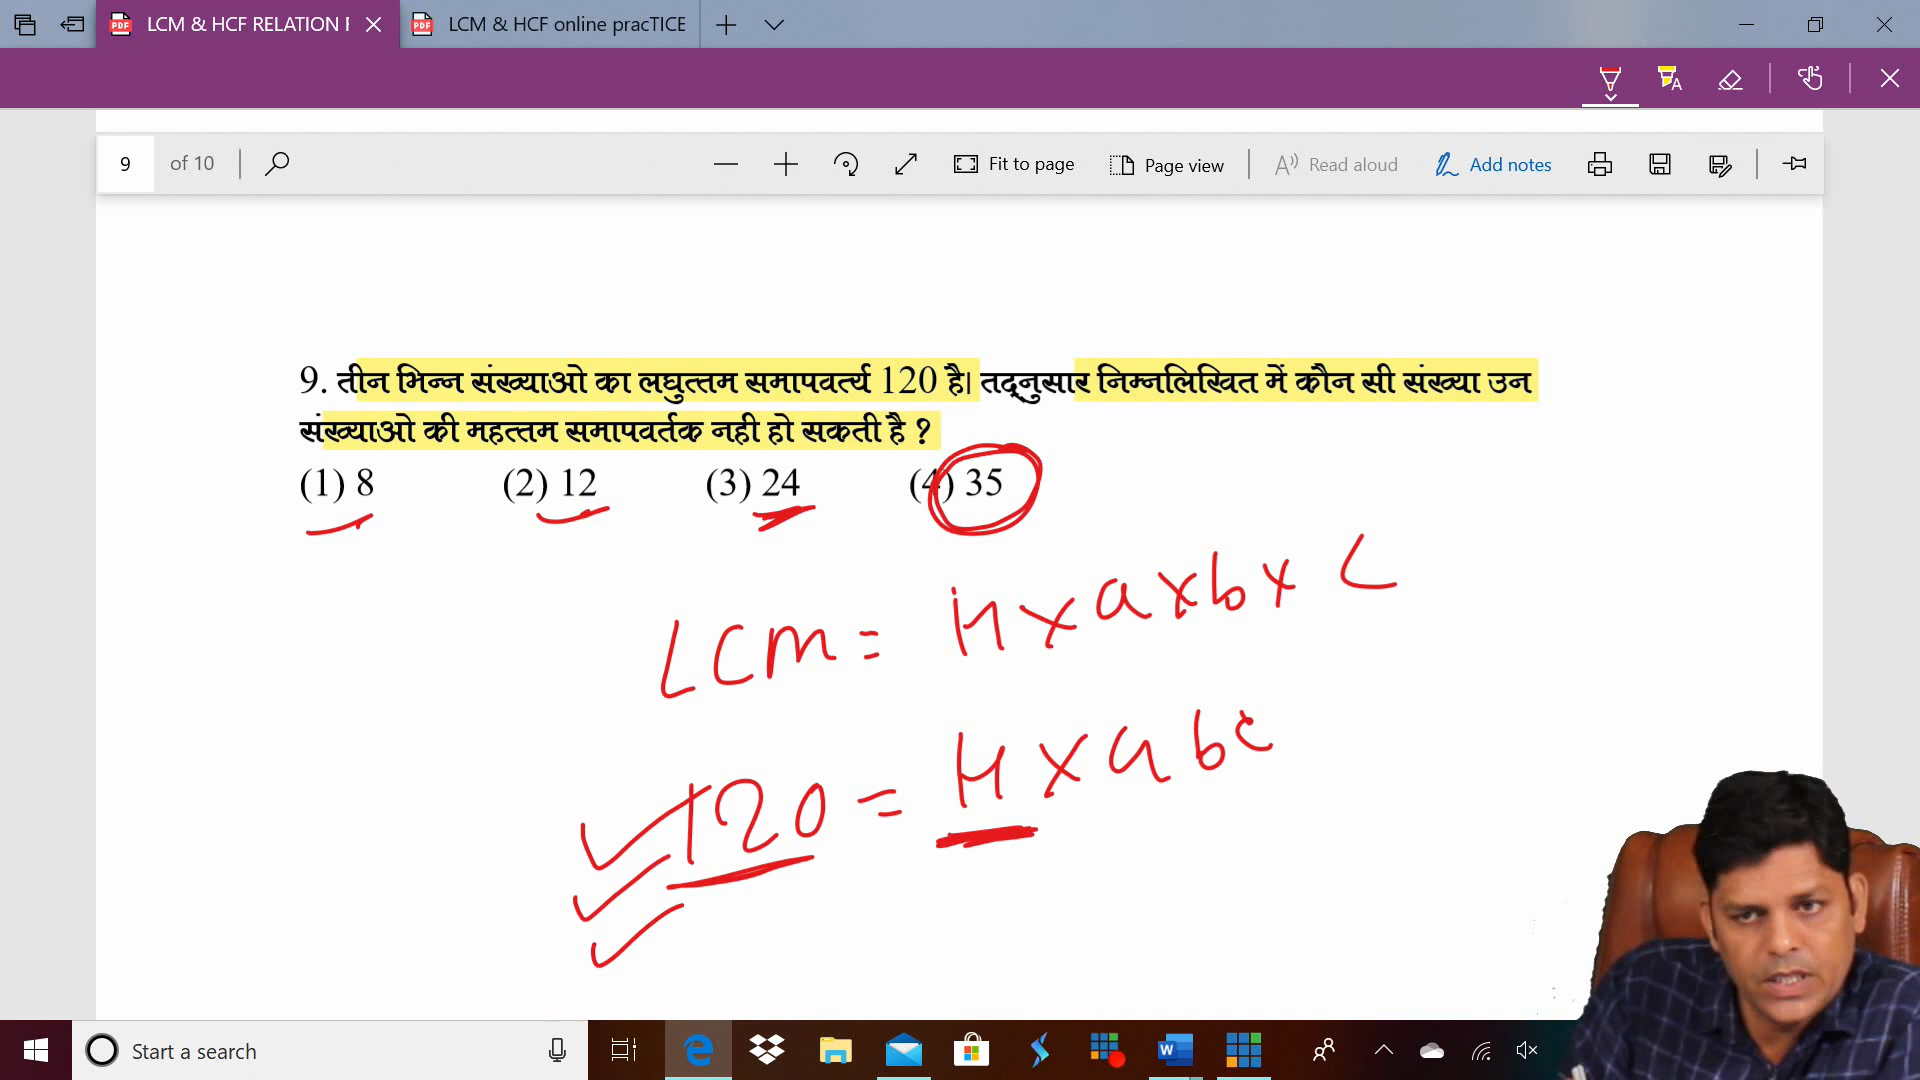 LCM & HCF RELATION F
LCM & HCF online pracTICE
9 of 10
Fit to page
Page view
Read aloud
Add notes
9. तीन भिन्न संख्याओ का लघुत्तम समापवर्त्य 120 है। तद्नुसार निम्नलिखित में कौन सी संख्या उन
संख्याओ की महत्तम समापवर्तक नही हो सकती है ?
(1) 8 (2) 12 (3) 24 (4) 35
LCM = H×a×b×c
120 = H×abc
Start a search